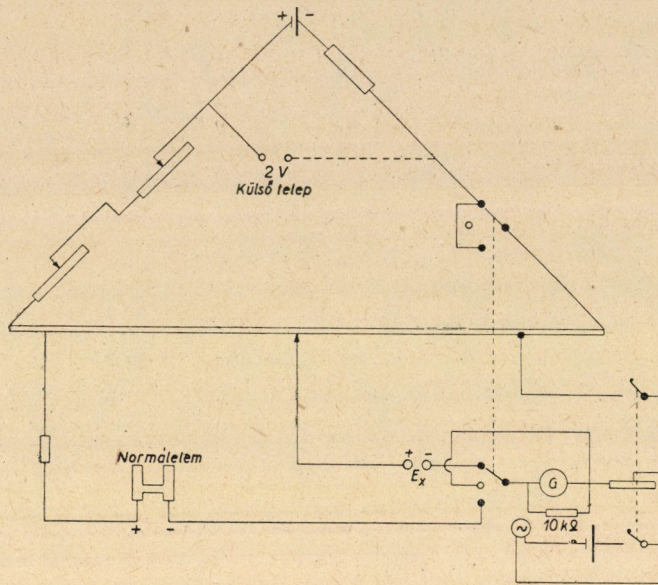 + -
2 V
Külső telep
Normálelem
+ -
+ -
Ex
G
10 kΩ
~